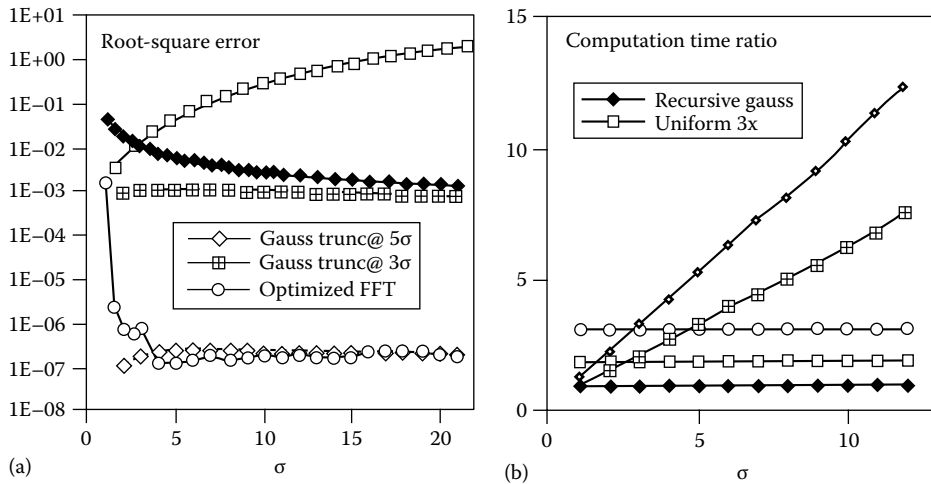 1E+01
1E+00
1E–01
1E–02
1E–03
1E–04
1E–05
1E–06
1E–07
1E–08
Root-square error
Gauss trunc@ 5σ
Gauss trunc@ 3σ
Optimized FFT
0 5 10 15 20
σ
(a)
15
10
5
0
Computation time ratio
Recursive gauss
Uniform 3x
0 5 10
σ
(b)